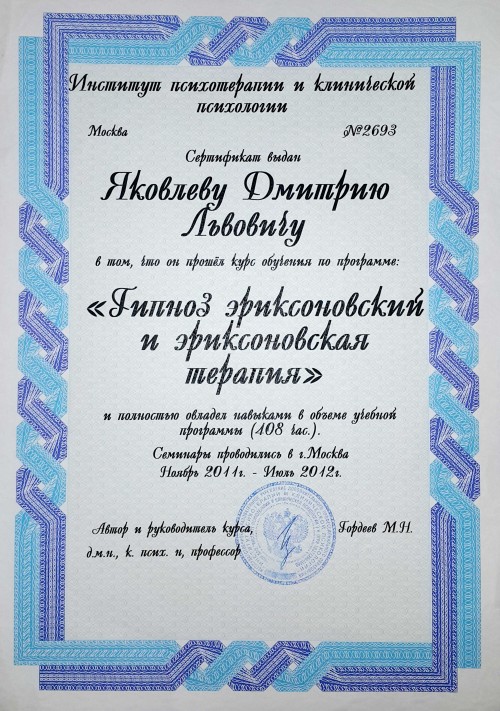 Институт психотерапии и клинической
психологии
Москва №2693
Сертификат выдан
Яковлеву Дмитрию
Львовичу
в том, что он прошёл курс обучения по программе:
«Гипноз эриксоновский
и эриксоновская
терапия»
и полностью овладел навыками в объеме учебной
программы (108 час.).
Семинары проводились в г.Москва
Ноябрь 2011г. - Июль 2012г.
Автор и руководитель курса, Гордеев М.Н.
д.м.н., к. псих. н, профессор